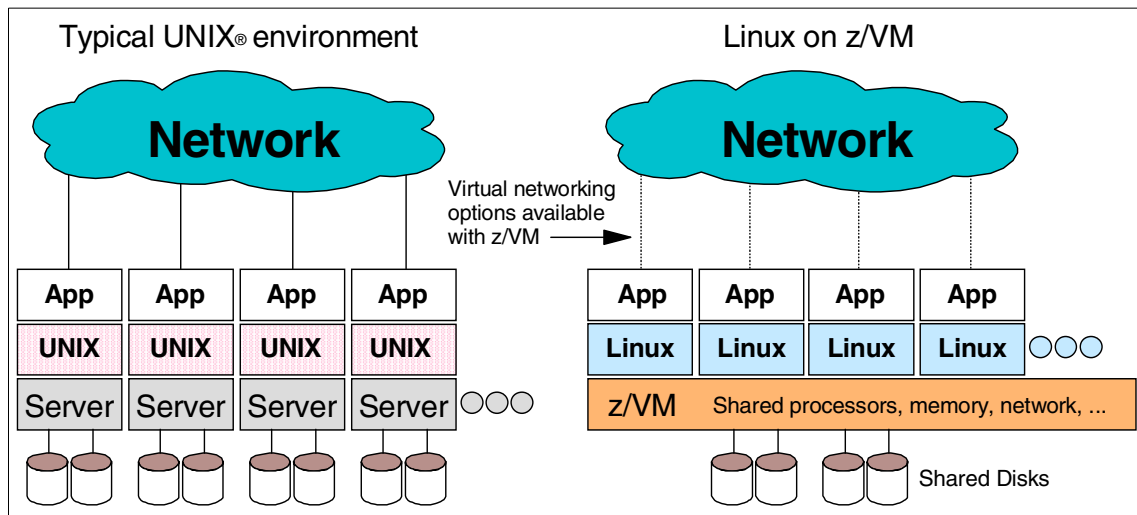 Typical UNIX® environment
Network
App
App
App
App
UNIX
UNIX
UNIX
UNIX
Server
Server
Server
Server
Linux on z/VM
Network
Virtual networking
options available
with z/VM
App
App
App
App
Linux
Linux
Linux
Linux
z/VM
Shared processors, memory, network, ...
Shared Disks